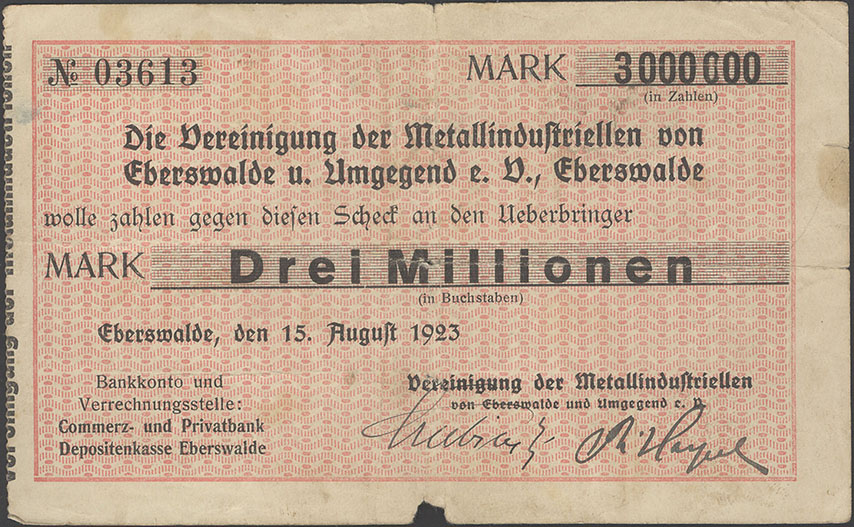 № 03613
MARK 3000000
(in Zahlen)
Die Vereinigung der Metallindustriellen von
Eberswalde u. Umgegend e. V., Eberswalde
wolle zahlen gegen diesen Scheck an den Ueberbringer
MARK Drei Millionen
(in Buchstaben)
Eberswalde, den 15. August 1923
Bankkonto und
Verrechnungsstelle:
Commerz- und Privatbank
Depositenkasse Eberswalde
Vereinigung der Metallindustriellen
von Eberswalde und Umgegend e. V.